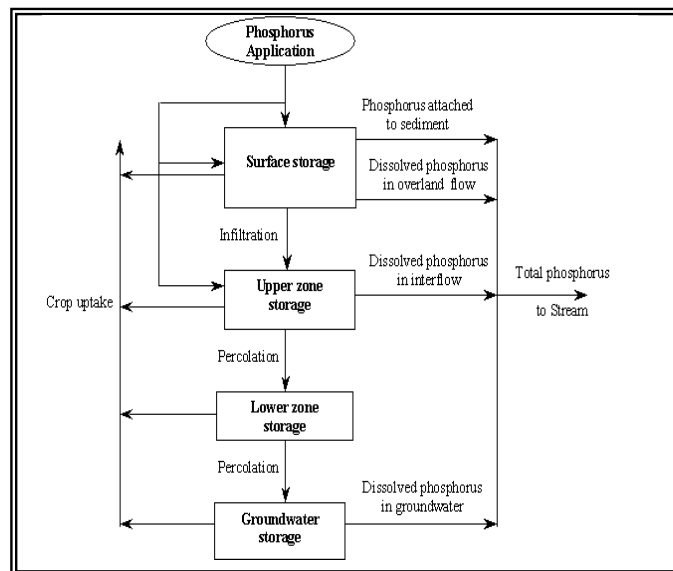 Phosphorus
Application
Phosphorus attached
to sediment
Surface storage
Dissolved phosphorus
in overland flow
Infiltration
Dissolved phosphorus
in interflow
Total phosphorus
to Stream
Crop uptake
Upper zone
storage
Percolation
Lower zone
storage
Percolation
Dissolved phosphorus
in groundwater
Groundwater
storage